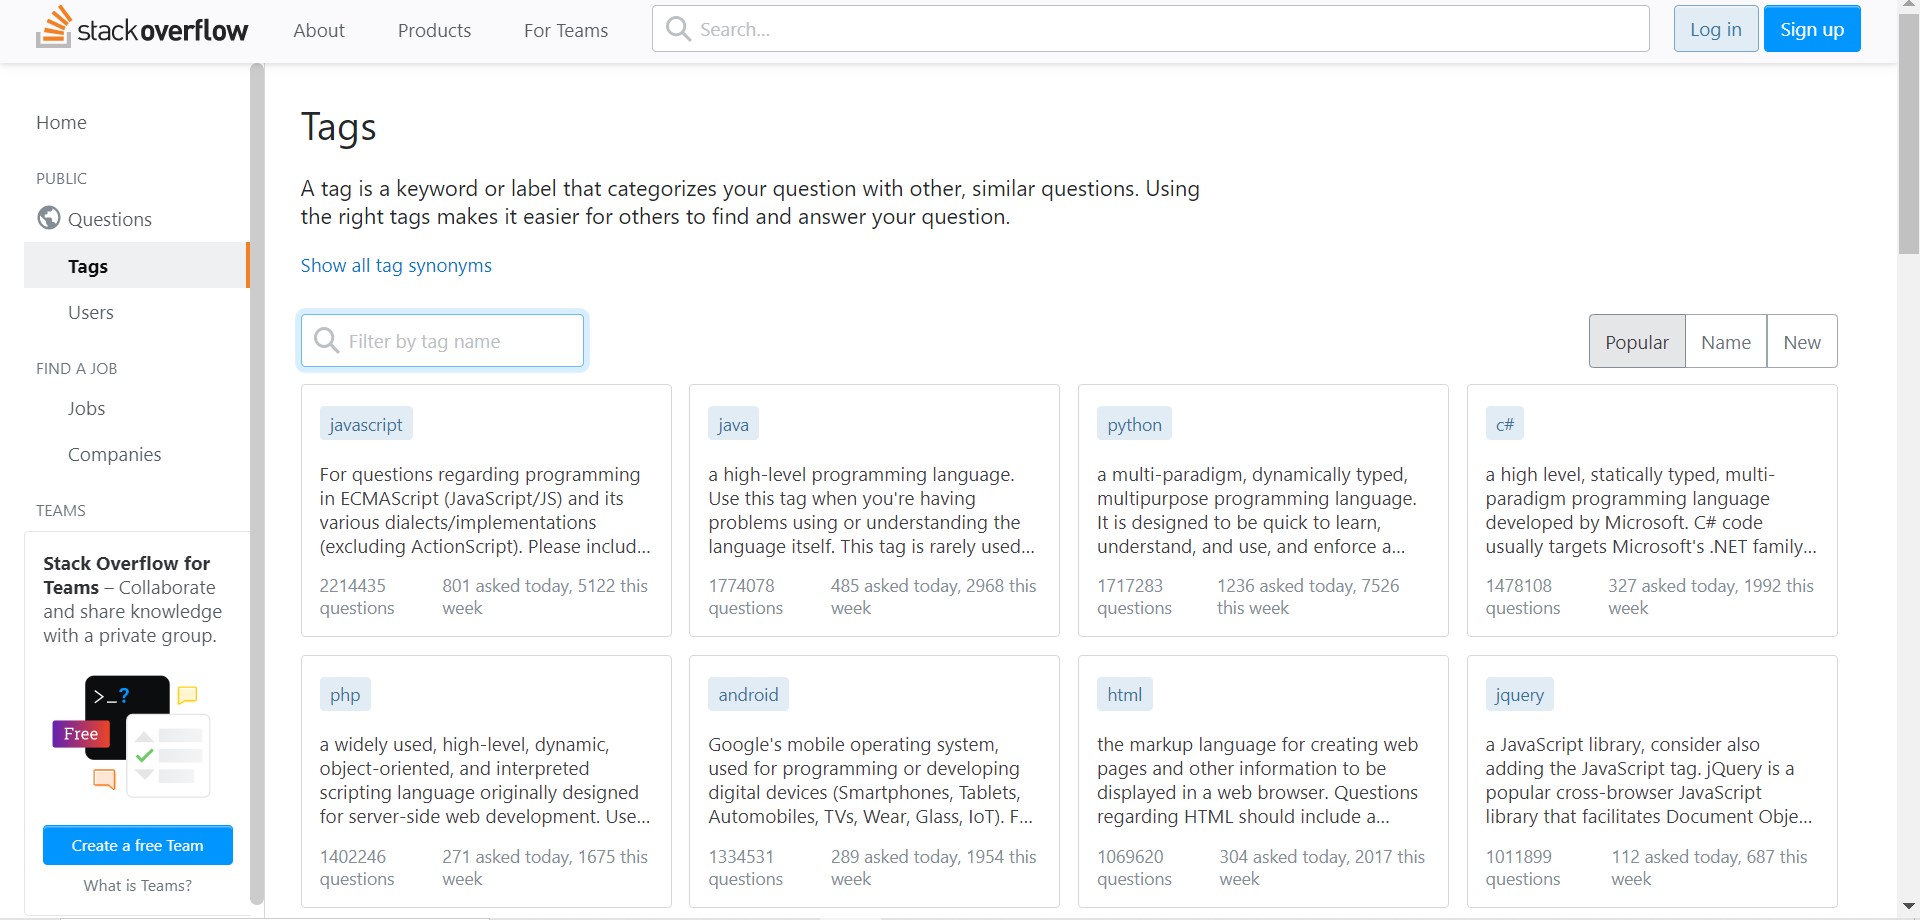 stack overflow
About
Products
For Teams
Search...
Log in
Sign up
Home
PUBLIC
Questions
Tags
Users
FIND A JOB
Jobs
Companies
TEAMS
Stack Overflow for
Teams – Collaborate
and share knowledge
with a private group.
>_?
Free
Create a free Team
What is Teams?
Tags
A tag is a keyword or label that categorizes your question with other, similar questions. Using
the right tags makes it easier for others to find and answer your question.
Show all tag synonyms
Filter by tag name
Popular
Name
New
javascript
For questions regarding programming
in ECMAScript (JavaScript/JS) and its
various dialects/implementations
(excluding ActionScript). Please includ...
2214435
questions
801 asked today, 5122 this
week
java
a high-level programming language.
Use this tag when you're having
problems using or understanding the
language itself. This tag is rarely used...
1774078
questions
485 asked today, 2968 this
week
python
a multi-paradigm, dynamically typed,
multipurpose programming language.
It is designed to be quick to learn,
understand, and use, and enforce a...
1717283
questions
1236 asked today, 7526
this week
c#
a high level, statically typed, multi-
paradigm programming language
developed by Microsoft. C# code
usually targets Microsoft's .NET family...
1478108
questions
327 asked today, 1992 this
week
php
a widely used, high-level, dynamic,
object-oriented, and interpreted
scripting language originally designed
for server-side web development. Use...
1402246
questions
271 asked today, 1675 this
week
android
Google's mobile operating system,
used for programming or developing
digital devices (Smartphones, Tablets,
Automobiles, TVs, Wear, Glass, IoT). F...
1334531
questions
289 asked today, 1954 this
week
html
the markup language for creating web
pages and other information to be
displayed in a web browser. Questions
regarding HTML should include a...
1069620
questions
304 asked today, 2017 this
week
jquery
a JavaScript library, consider also
adding the JavaScript tag. jQuery is a
popular cross-browser JavaScript
library that facilitates Document Obje...
1011899
questions
112 asked today, 687 this
week